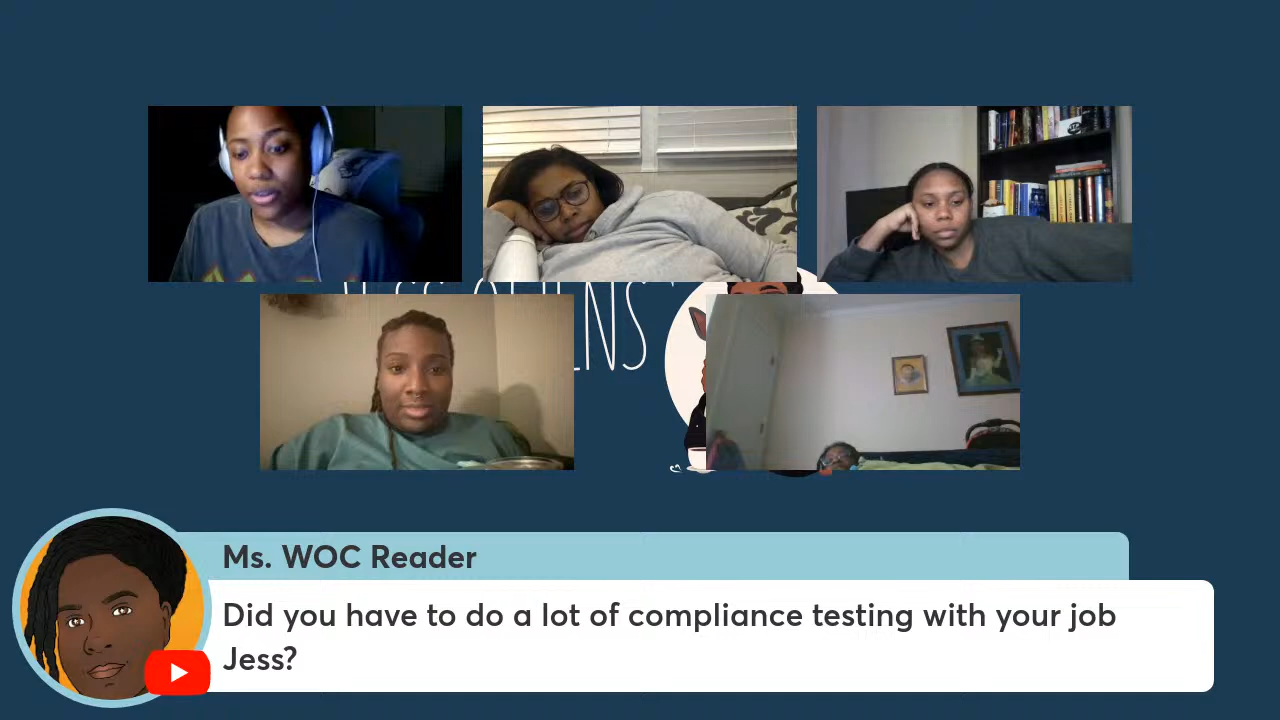 Ms. WOC Reader
Did you have to do a lot of compliance testing with your job
Jess?